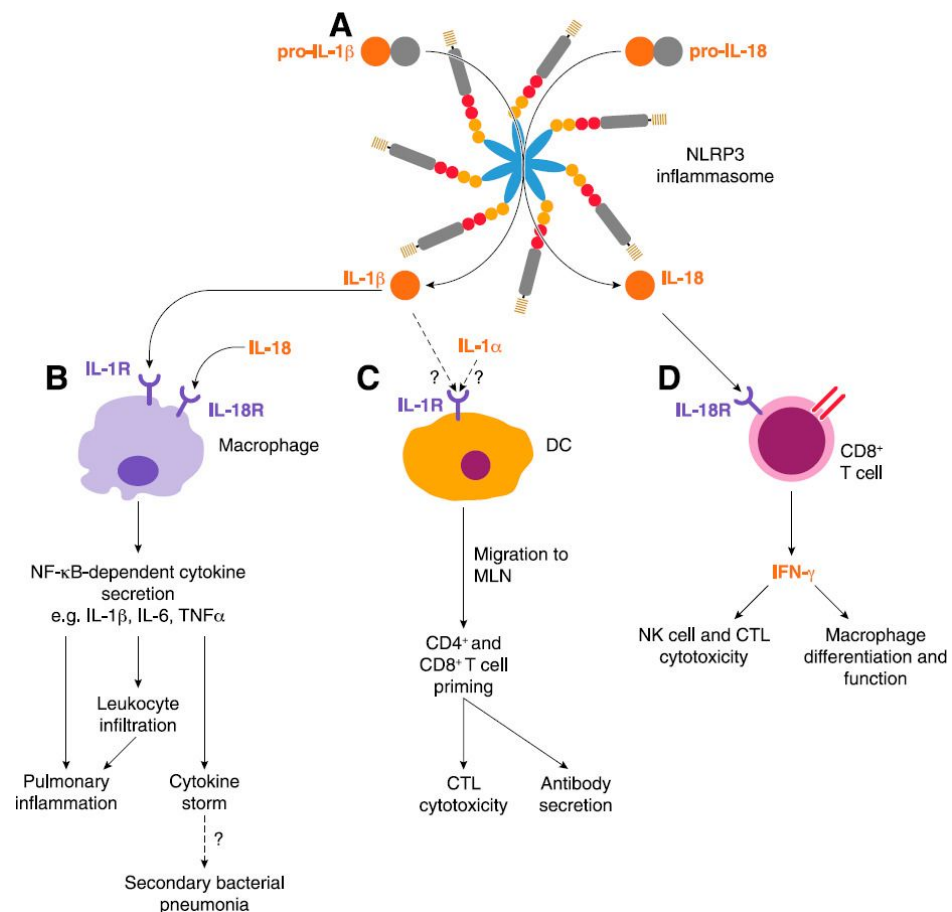 A
pro-IL-1β
pro-IL-18
NLRP3
inflammasome
IL-1β
IL-18
B
IL-1R
IL-18
IL-18R
Macrophage
NF-κB-dependent cytokine
secretion
e.g. IL-1β, IL-6, TNFα
Leukocyte
infiltration
Pulmonary
inflammation
Cytokine
storm
?
Secondary bacterial
pneumonia
C
IL-1α
?
?
IL-1R
DC
Migration to
MLN
CD4⁺ and
CD8⁺ T cell
priming
CTL
cytotoxicity
Antibody
secretion
D
IL-18R
CD8⁺
T cell
IFN-γ
NK cell and CTL
cytotoxicity
Macrophage
differentiation and
function